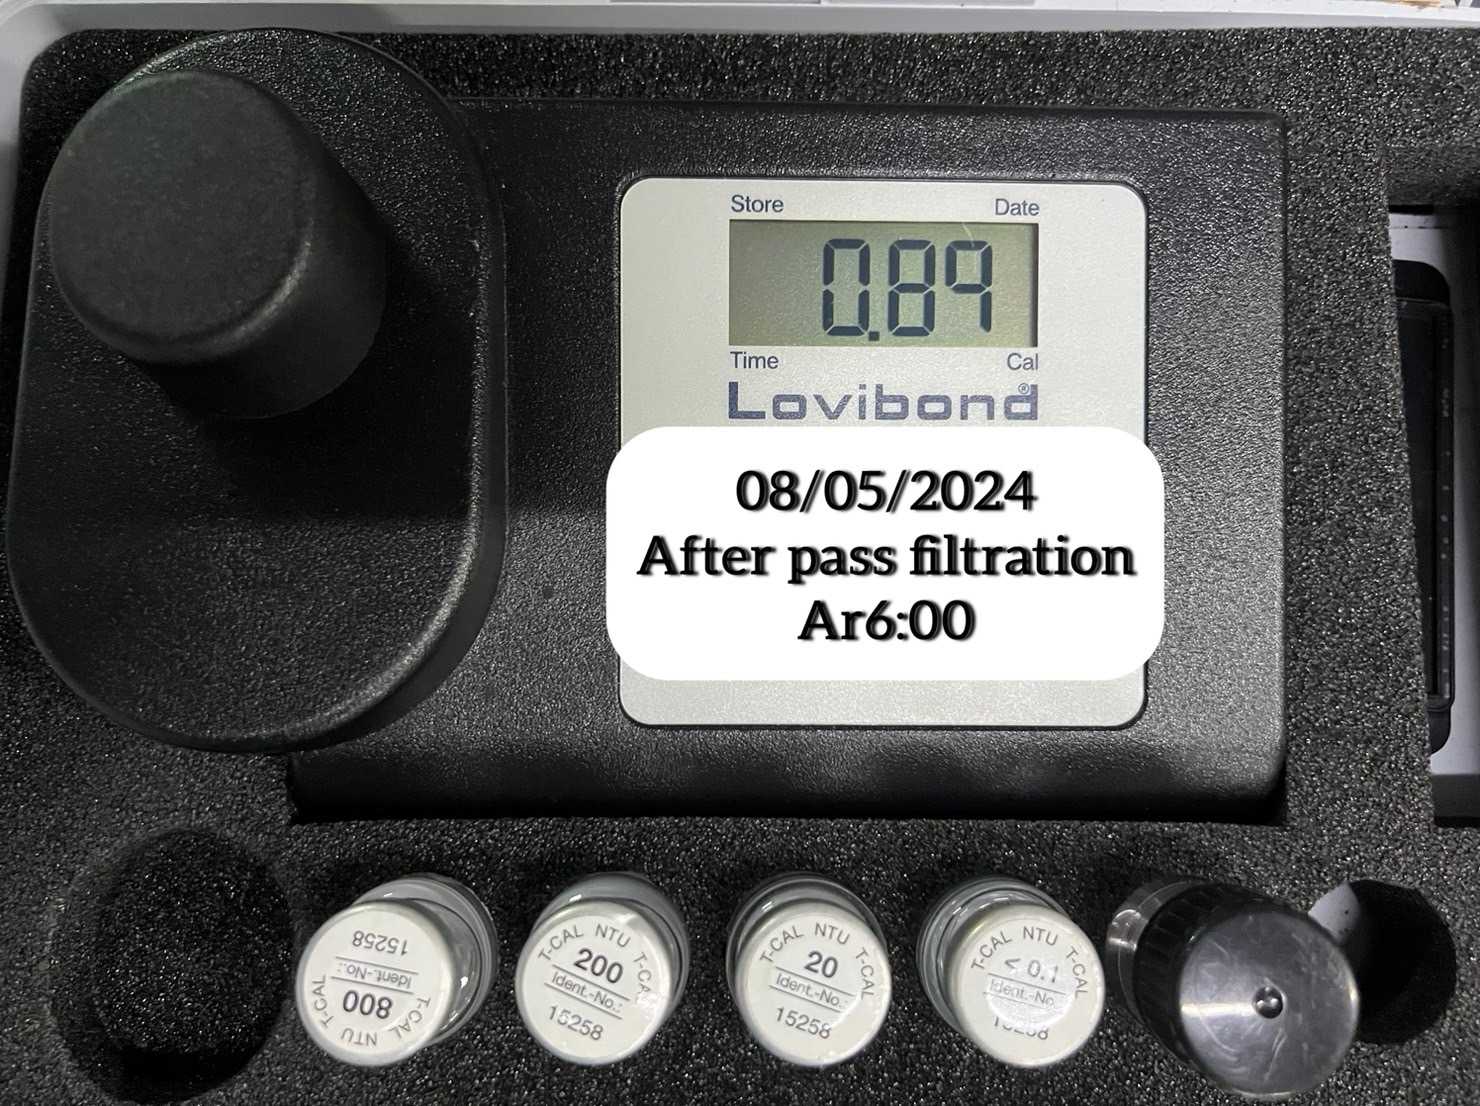 Store Date
0.89
Time Cal
Lovibond®
08/05/2024
After pass filtration
Ar6:00
T-CAL NTU T-CAL
800
Ident.-No.:
15258
T-CAL NTU T-CAL
200
Ident.-No.:
15258
T-CAL NTU T-CAL
20
Ident.-No.:
15258
T-CAL NTU T-CAL
< 0.1
Ident.-No.
15258